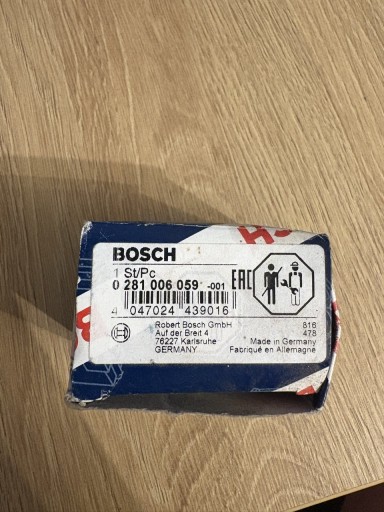 BOSCH
1 St/Pc
0 281 006 059 -001
EAC
4 047024 439016
Robert Bosch GmbH
Auf der Breit 4
76227 Karlsruhe
GERMANY
816
478
Made in Germany
Fabriqué en Allemagne